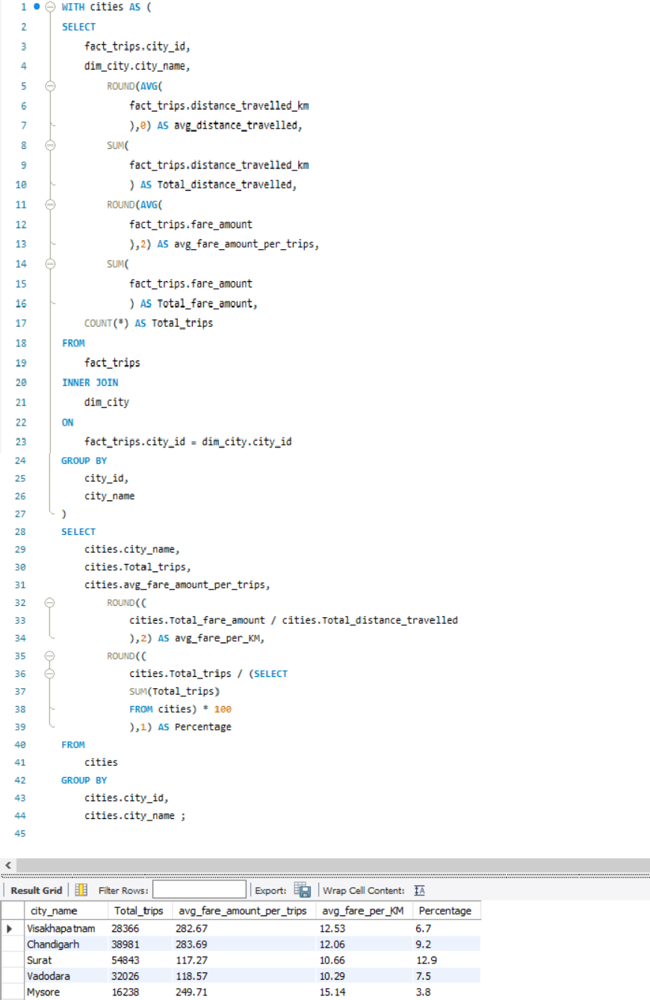 1 WITH cities AS (
2 SELECT
3 fact_trips.city_id,
4 dim_city.city_name,
5 ROUND(AVG(
6 fact_trips.distance_travelled_km
7 ),0) AS avg_distance_travelled,
8 SUM(
9 fact_trips.distance_travelled_km
10 ) AS Total_distance_travelled,
11 ROUND(AVG(
12 fact_trips.fare_amount
13 ),2) AS avg_fare_amount_per_trips,
14 SUM(
15 fact_trips.fare_amount
16 ) AS Total_fare_amount,
17 COUNT(*) AS Total_trips
18 FROM
19 fact_trips
20 INNER JOIN
21 dim_city
22 ON
23 fact_trips.city_id = dim_city.city_id
24 GROUP BY
25 city_id,
26 city_name
27 )
28 SELECT
29 cities.city_name,
30 cities.Total_trips,
31 cities.avg_fare_amount_per_trips,
32 ROUND((
33 cities.Total_fare_amount / cities.Total_distance_travelled
34 ),2) AS avg_fare_per_KM,
35 ROUND((
36 cities.Total_trips / (SELECT
37 SUM(Total_trips)
38 FROM cities) * 100
39 ),1) AS Percentage
40 FROM
41 cities
42 GROUP BY
43 cities.city_id,
44 cities.city_name ;
45
Result Grid Filter Rows: Export: Wrap Cell Content: IA
city_name Total_trips avg_fare_amount_per_trips avg_fare_per_KM Percentage
Visakhapatnam 28366 282.67 12.53 6.7
Chandigarh 38981 283.69 12.06 9.2
Surat 54843 117.27 10.66 12.9
Vadodara 32026 118.57 10.29 7.5
Mysore 16238 249.71 15.14 3.8